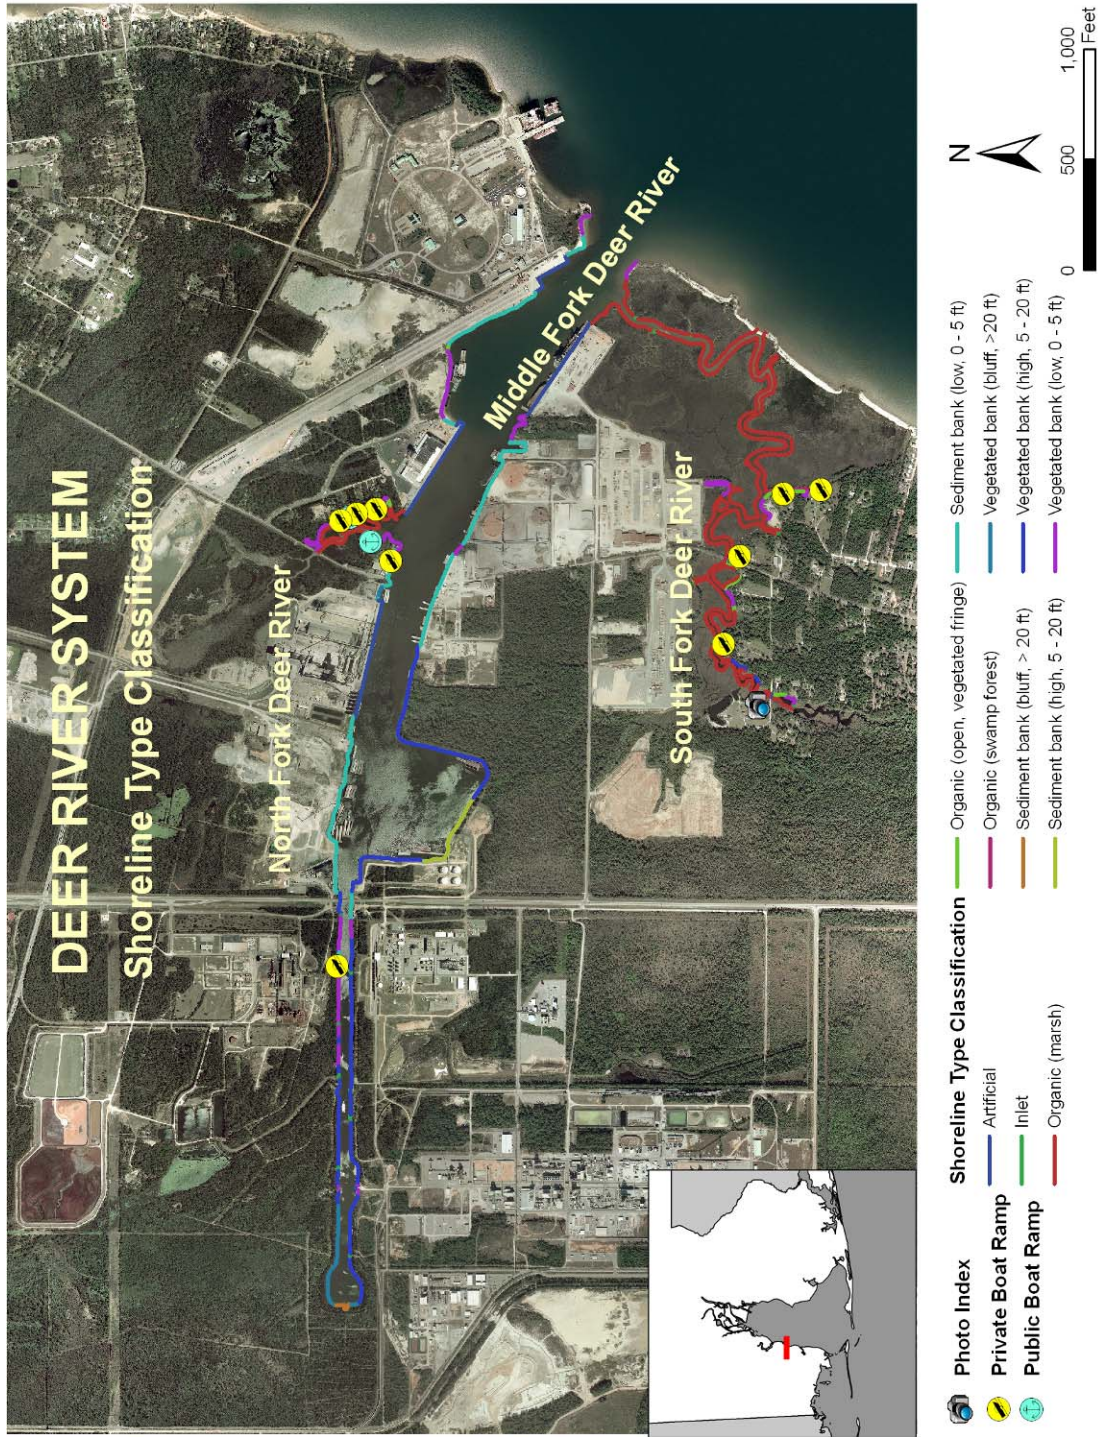 DEER RIVER SYSTEM
Shoreline Type Classification
North Fork Deer River
Middle Fork Deer River
South Fork Deer River
Photo Index
Private Boat Ramp
Public Boat Ramp
Shoreline Type Classification
Artificial
Inlet
Organic (marsh)
Organic (open, vegetated fringe)
Organic (swamp forest)
Sediment bank (bluff, > 20 ft)
Sediment bank (high, 5 - 20 ft)
Sediment bank (low, 0 - 5 ft)
Vegetated bank (bluff, >20 ft)
Vegetated bank (high, 5 - 20 ft)
Vegetated bank (low, 0 - 5 ft)
N
0 500 1,000
Feet